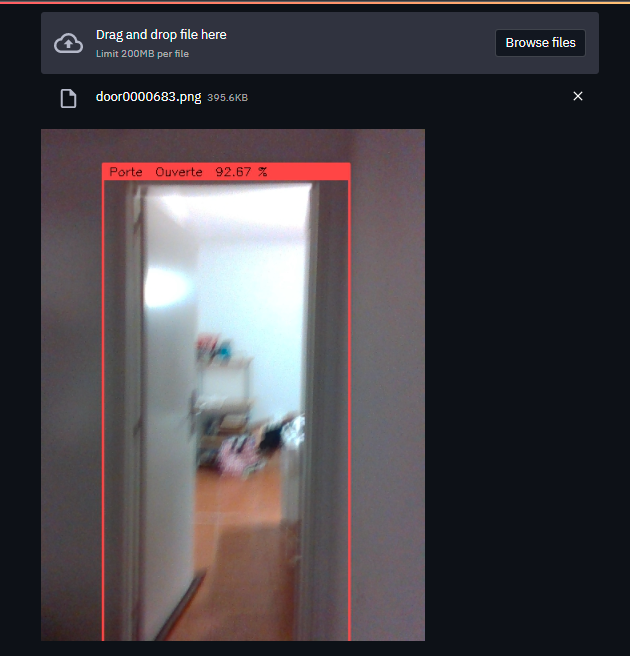 Drag and drop file here
Limit 200MB per file
Browse files
door0000683.png 395.6KB
Porte Ouverte 92.67 %